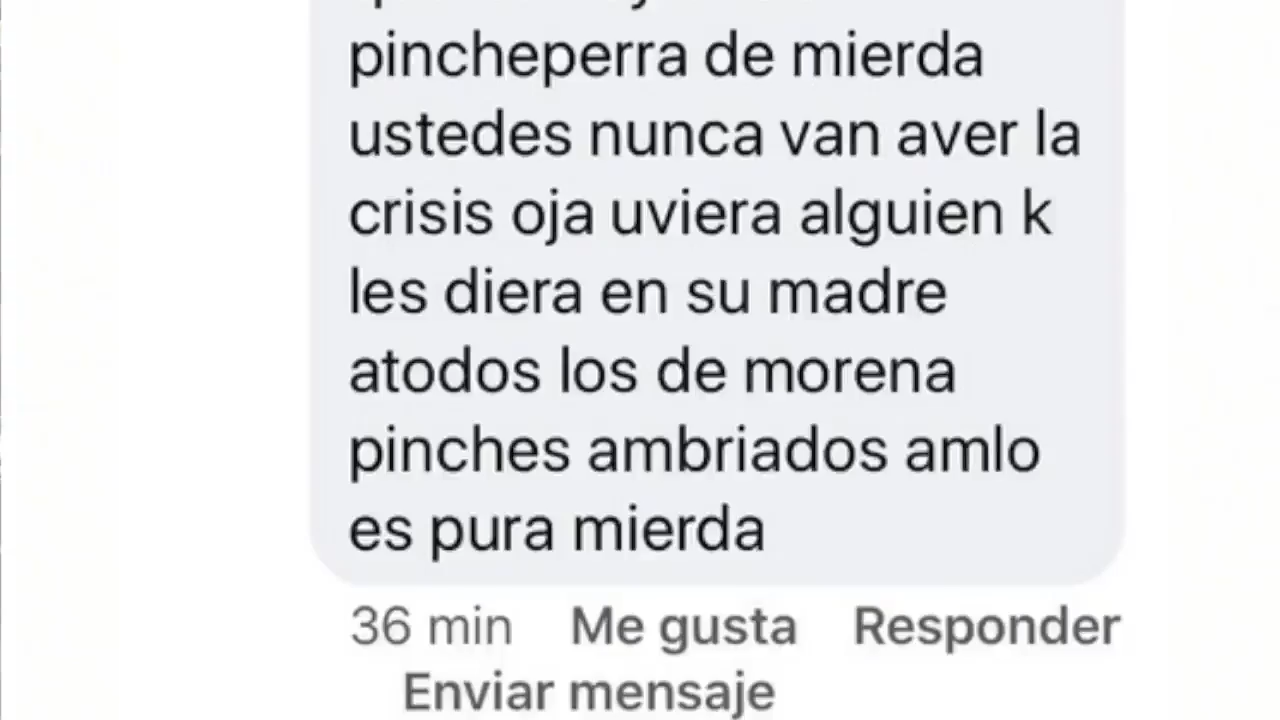 pincheperra de mierda
ustedes nunca van aver la
crisis oja uviera alguien k
les diera en su madre
atodos los de morena
pinches ambriados amlo
es pura mierda
36 min Me gusta Responder
Enviar mensaje